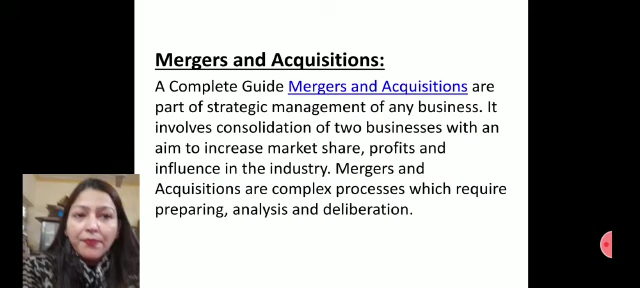 Mergers and Acquisitions:
A Complete Guide Mergers and Acquisitions are
part of strategic management of any business. It
involves consolidation of two businesses with an
aim to increase market share, profits and
influence in the industry. Mergers and
Acquisitions are complex processes which require
preparing, analysis and deliberation.